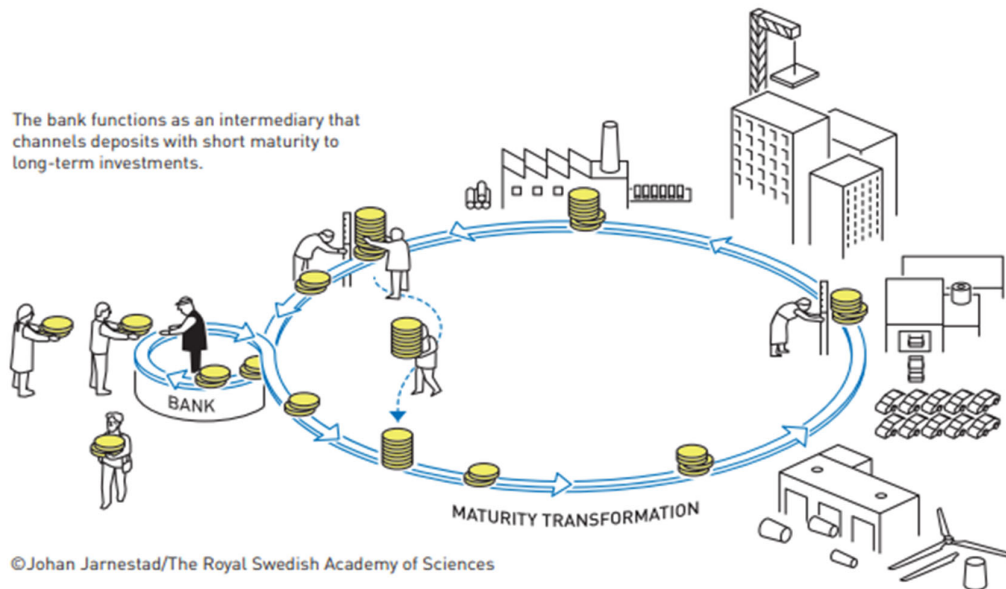 The bank functions as an intermediary that
channels deposits with short maturity to
long-term investments.
BANK
MATURITY TRANSFORMATION
©Johan Jarnestad/The Royal Swedish Academy of Sciences